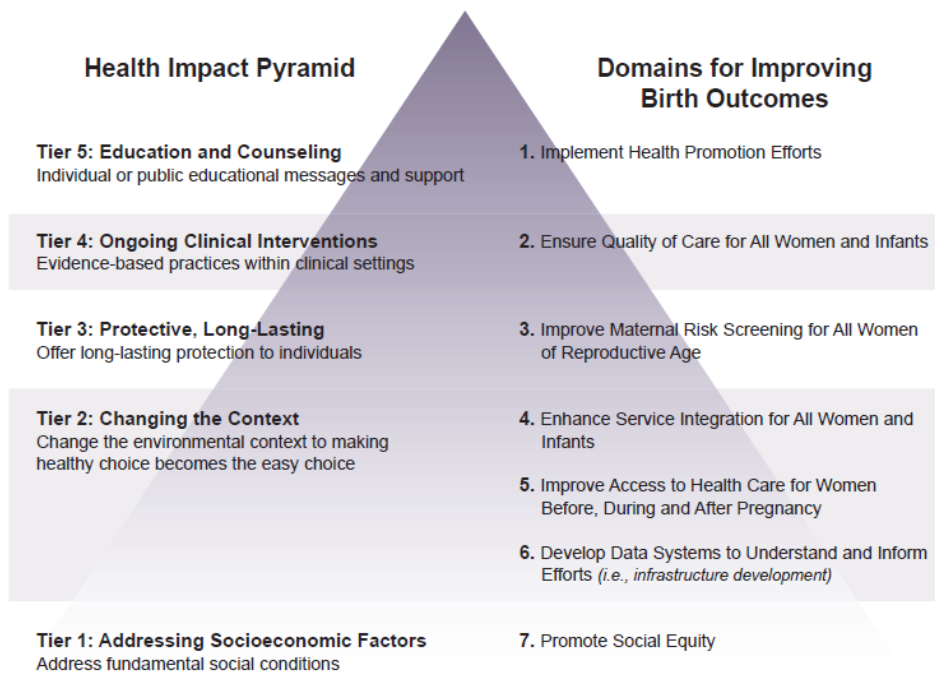 Health Impact Pyramid
Domains for Improving
Birth Outcomes
Tier 5: Education and Counseling
Individual or public educational messages and support
1. Implement Health Promotion Efforts
Tier 4: Ongoing Clinical Interventions
Evidence-based practices within clinical settings
2. Ensure Quality of Care for All Women and Infants
Tier 3: Protective, Long-Lasting
Offer long-lasting protection to individuals
3. Improve Maternal Risk Screening for All Women
of Reproductive Age
Tier 2: Changing the Context
Change the environmental context to making
healthy choice becomes the easy choice
4. Enhance Service Integration for All Women and
Infants
5. Improve Access to Health Care for Women
Before, During and After Pregnancy
6. Develop Data Systems to Understand and Inform
Efforts (i.e., infrastructure development)
Tier 1: Addressing Socioeconomic Factors
Address fundamental social conditions
7. Promote Social Equity